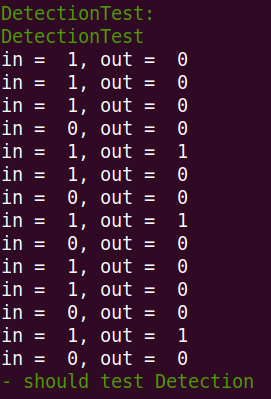 DetectionTest:
DetectionTest
in =  1, out =  0
in =  1, out =  0
in =  1, out =  0
in =  0, out =  0
in =  1, out =  1
in =  1, out =  0
in =  0, out =  0
in =  1, out =  1
in =  0, out =  0
in =  1, out =  0
in =  1, out =  0
in =  0, out =  0
in =  1, out =  1
in =  0, out =  0
- should test Detection